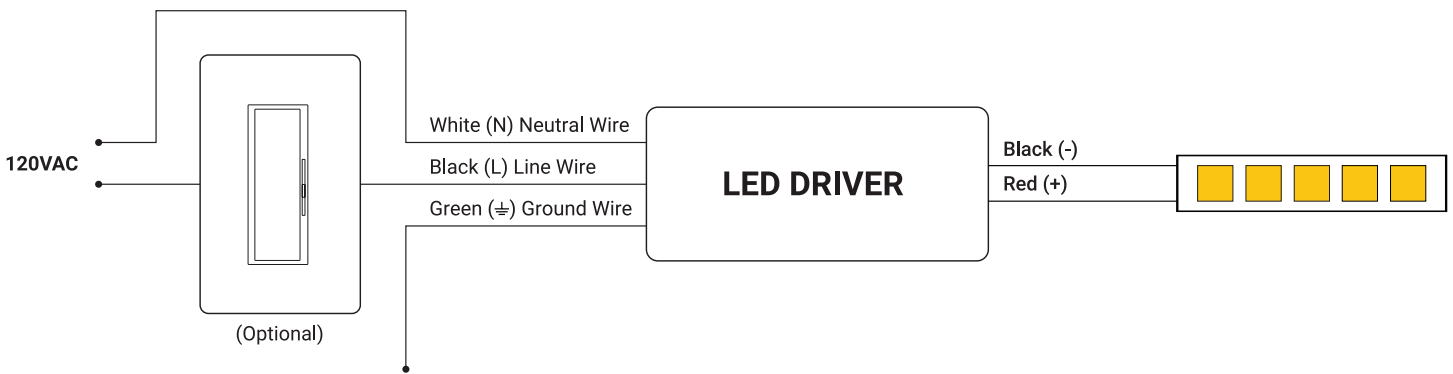 White (N) Neutral Wire
120VAC
Black (L) Line Wire
Green (⏚) Ground Wire
LED DRIVER
Black (-)
Red (+)
(Optional)